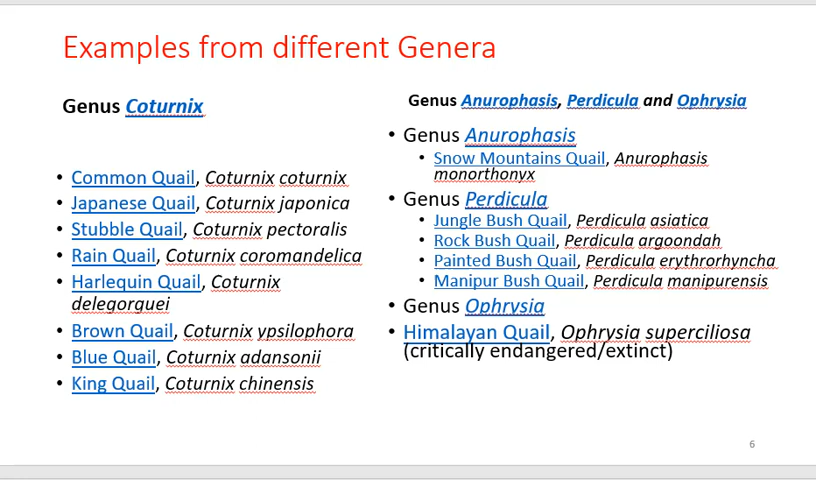 Examples from different Genera
Genus Coturnix
• Common Quail, Coturnix coturnix
• Japanese Quail, Coturnix japonica
• Stubble Quail, Coturnix pectoralis
• Rain Quail, Coturnix coromandelica
• Harlequin Quail, Coturnix
delegorguei
• Brown Quail, Coturnix ypsilophora
• Blue Quail, Coturnix adansonii
• King Quail, Coturnix chinensis
Genus Anurophasis, Perdicula and Ophrysia
• Genus Anurophasis
• Snow Mountains Quail, Anurophasis
monorthonyx
• Genus Perdicula
• Jungle Bush Quail, Perdicula asiatica
• Rock Bush Quail, Perdicula argoondah
• Painted Bush Quail, Perdicula erythrorhyncha
• Manipur Bush Quail, Perdicula manipurensis
• Genus Ophrysia
• Himalayan Quail, Ophrysia superciliosa
(critically endangered/extinct)
6